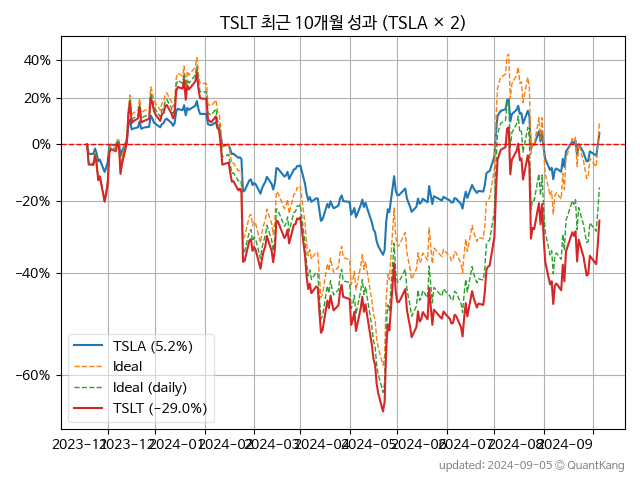 TSLT 최근 10개월 성과 (TSLA × 2)
40%
20%
0%
−20%
−40%
−60%
TSLA (5.2%)
Ideal
Ideal (daily)
TSLT (−29.0%)
2023-11 2023-12 2024-01 2024-02 2024-03 2024-04 2024-05 2024-06 2024-07 2024-08 2024-09
updated: 2024-09-05 © QuantKang